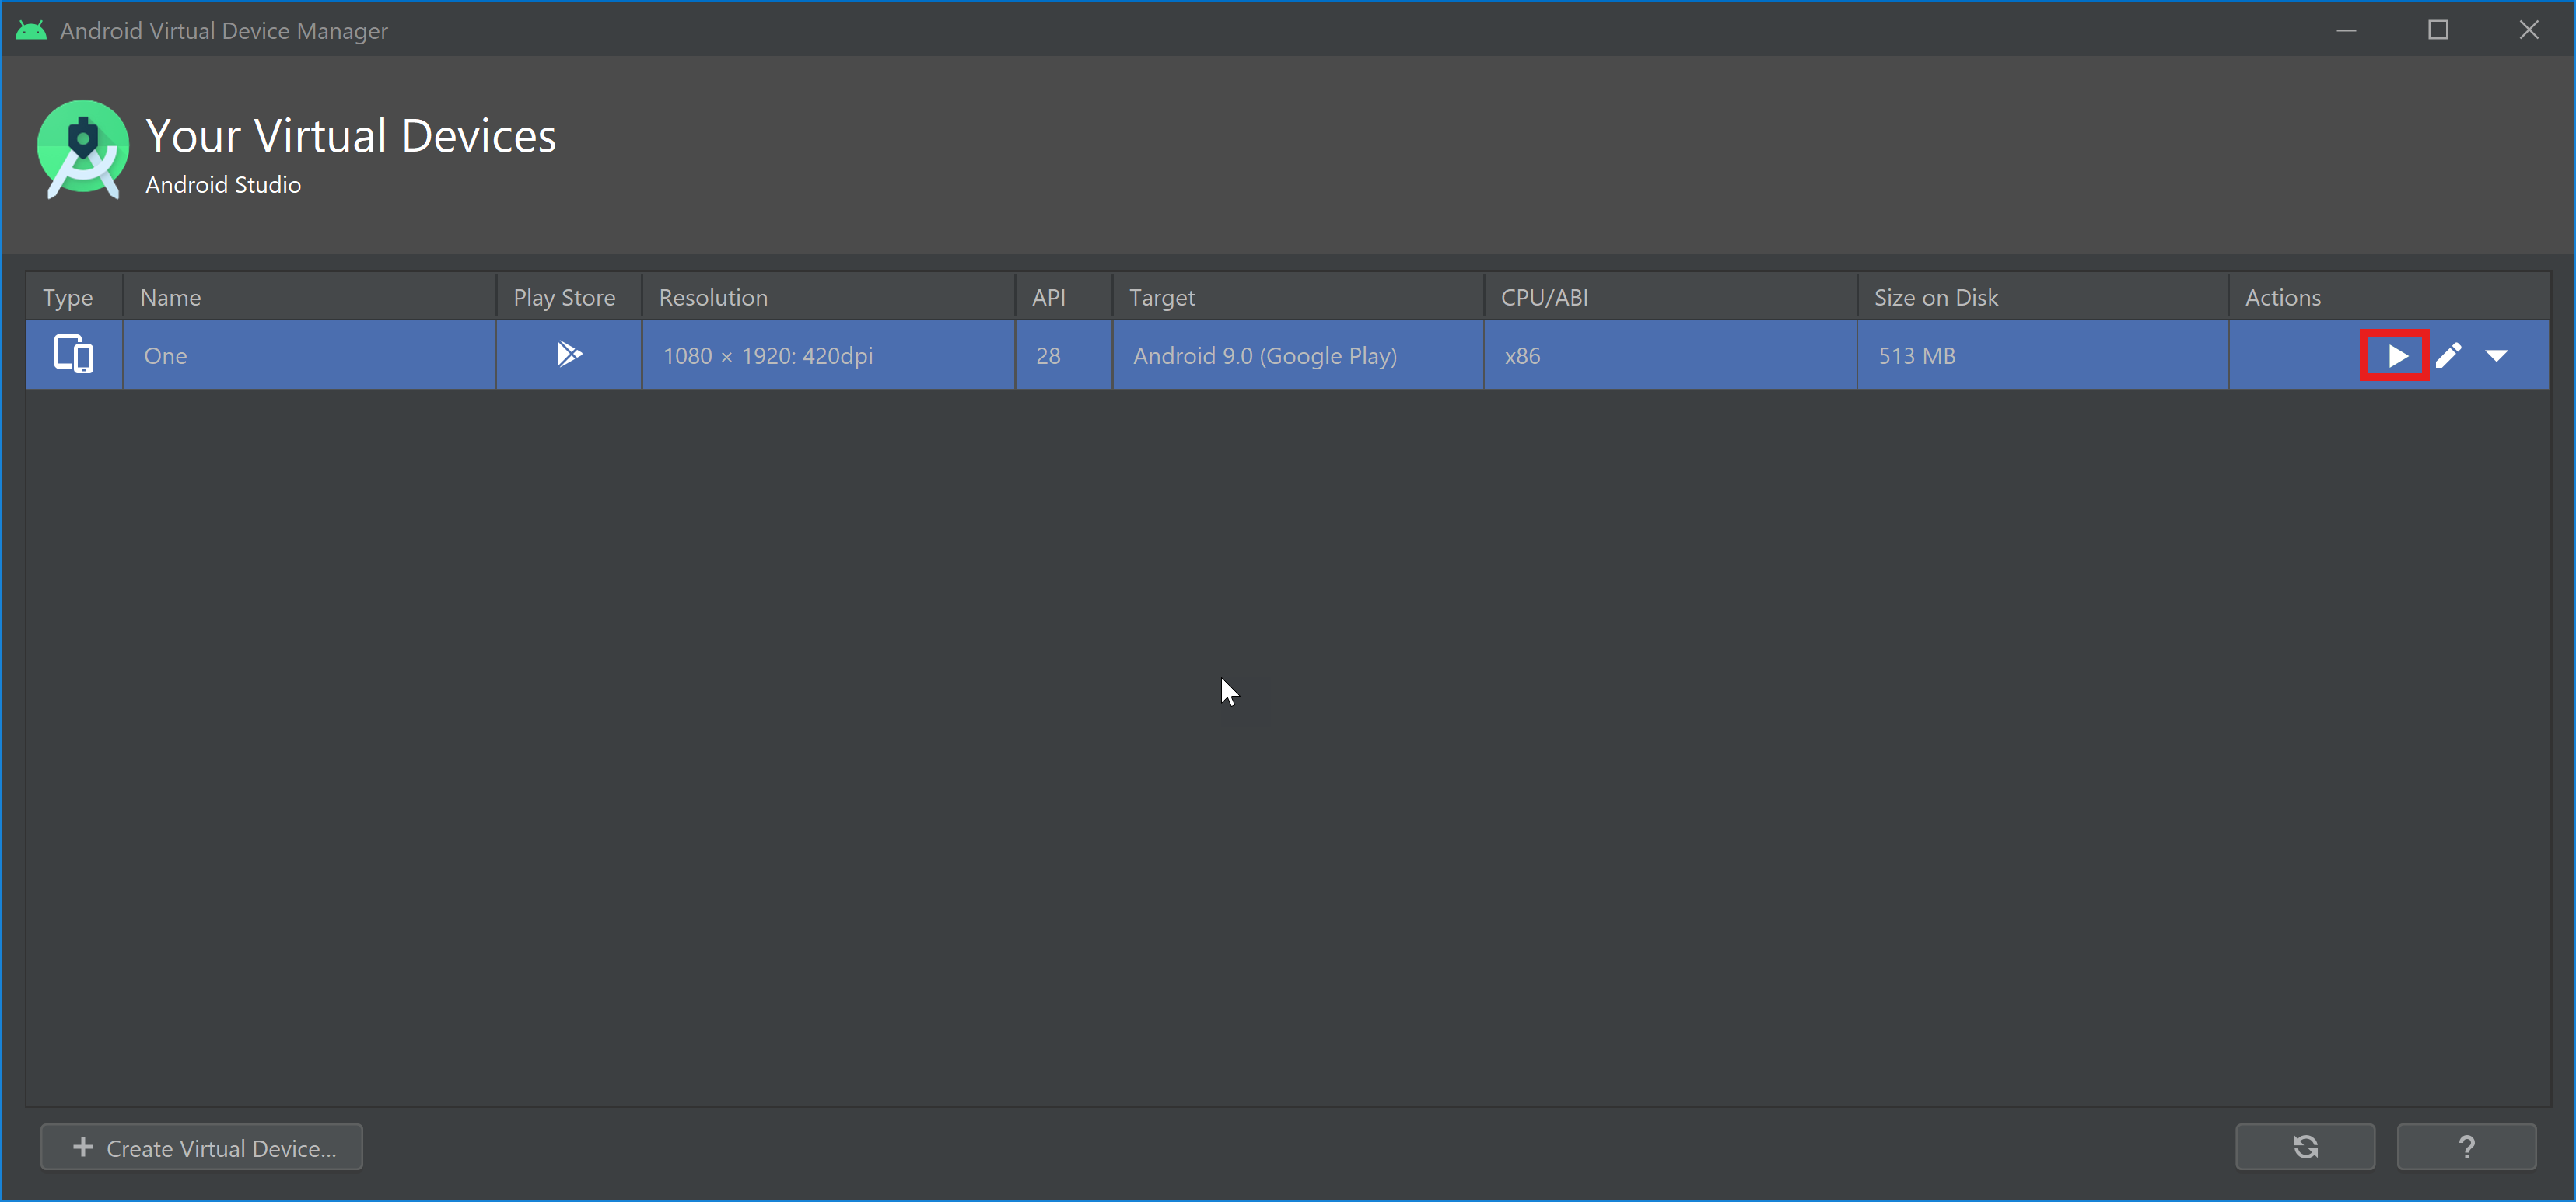 Android Virtual Device Manager
Your Virtual Devices
Android Studio
Type Name Play Store Resolution API Target CPU/ABI Size on Disk Actions
One 1080 × 1920: 420dpi 28 Android 9.0 (Google Play) x86 513 MB
+ Create Virtual Device... ?